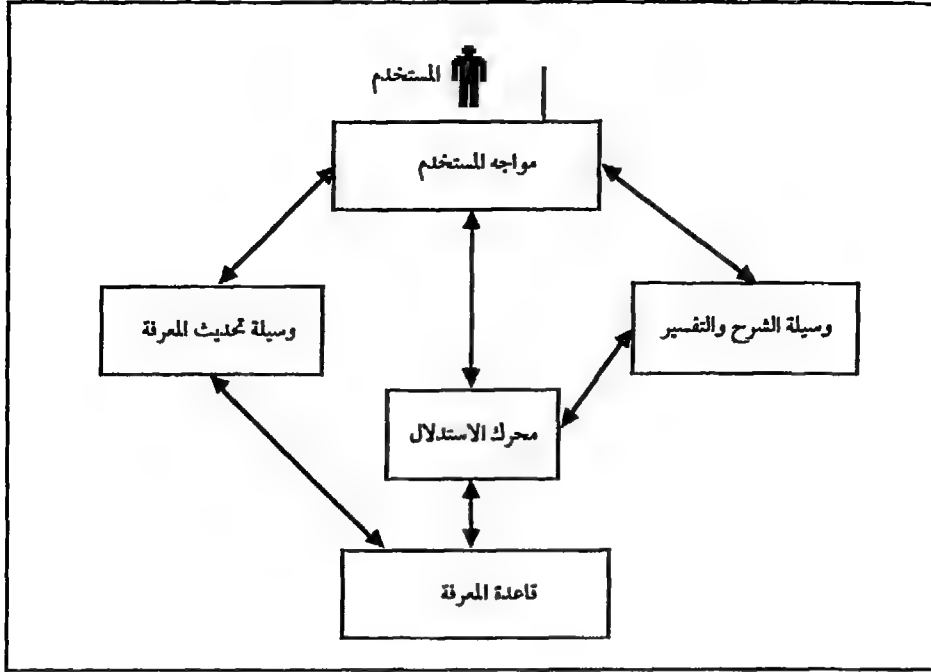 المستخدم
مواجه المستخدم
وسيلة الشرح والتفسير
وسيلة تحديث المعرفة
محرك الاستدلال
قاعدة المعرفة